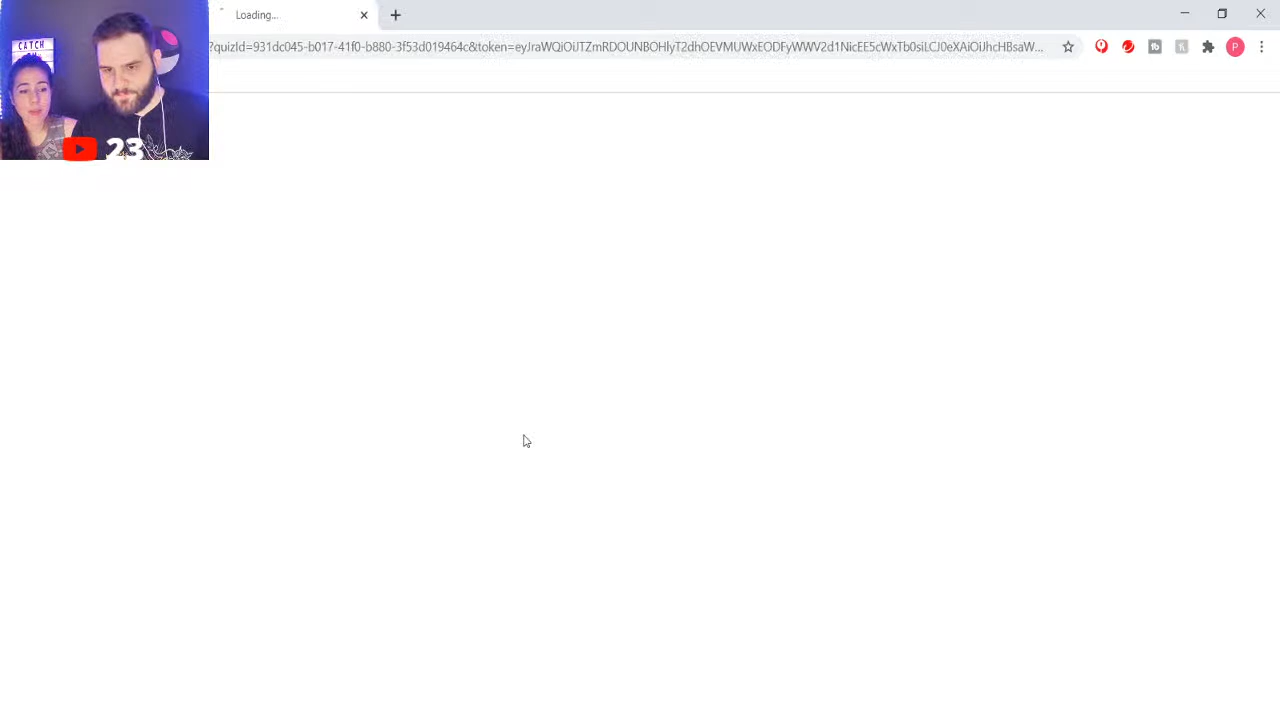 Loading...
?quizId=931dc045-b017-41f0-b880-3f53d019464c&token=eyJraWQiOiJTZmRDOUNBOHlyT2dhOEVMUWxEODFyWWV2d1NicEE5cWxTb0siLCJ0eXAiOiJhcHBsaW...
P
CATCH
23